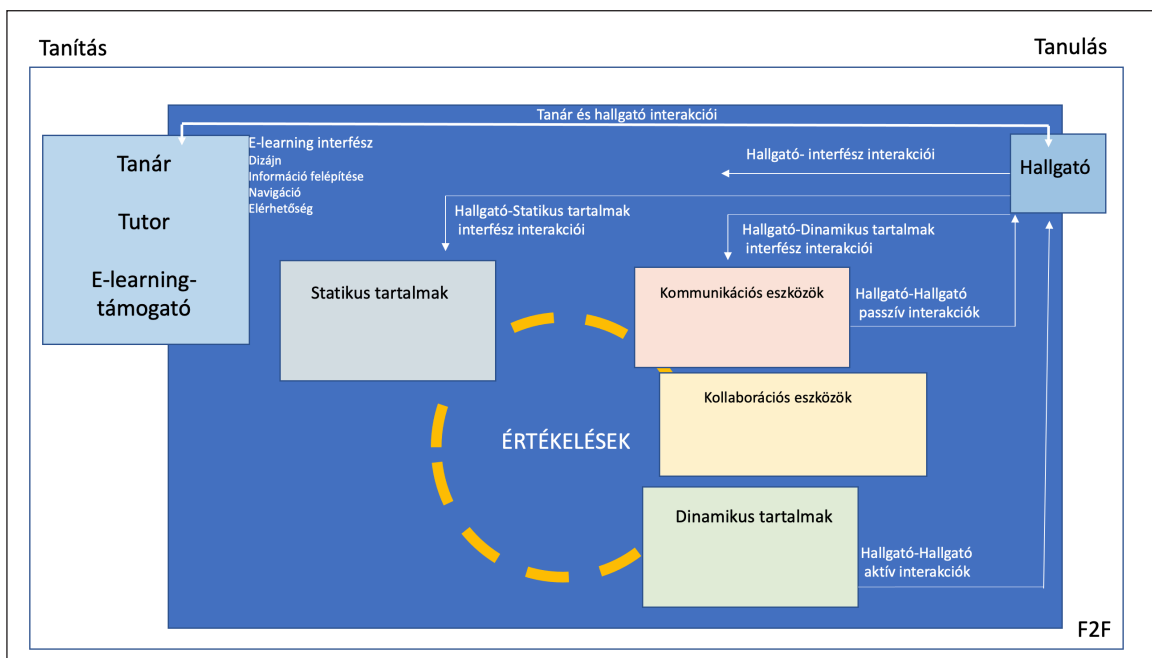 Tanítás
Tanulás
Tanár és hallgató interakciói
Tanár
Tutor
E-learning-
támogató
E-learning interfész
Dizájn
Információ felépítése
Navigáció
Elérhetőség
Hallgató- interfész interakciói
Hallgató
Hallgató-Statikus tartalmak
interfész interakciói
Hallgató-Dinamikus tartalmak
interfész interakciói
Statikus tartalmak
Kommunikációs eszközök
Hallgató-Hallgató
passzív interakciók
Kollaborációs eszközök
ÉRTÉKELÉSEK
Dinamikus tartalmak
Hallgató-Hallgató
aktív interakciók
F2F